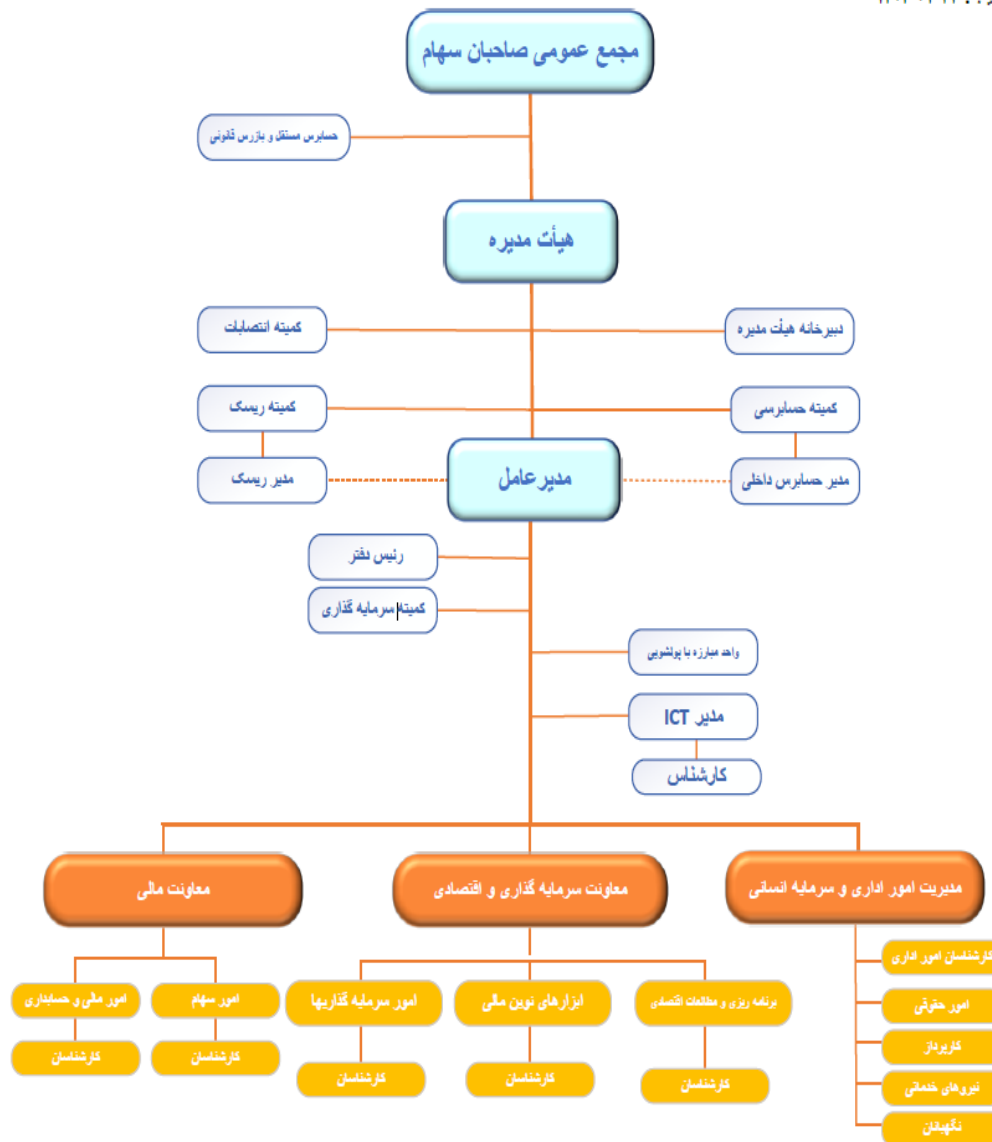 مجمع عمومی صاحبان سهام
حسابرس مستقل و بازرس قانونی
هیأت مدیره
دبیرخانه هیأت مدیره
کمیته انتصابات
کمیته حسابرسی
کمیته ریسک
مدیر حسابرس داخلی
مدیرعامل
مدیر ریسک
رئیس دفتر
کمیته سرمایه گذاری
واحد مبارزه با پولشویی
مدیر ICT
کارشناس
مدیریت امور اداری و سرمایه انسانی
معاونت سرمایه گذاری و اقتصادی
معاونت مالی
کارشناسان امور اداری
امور حقوقی
کارپرداز
نیروهای خدماتی
نگهبانان
برنامه ریزی و مطالعات اقتصادی
ابزارهای نوین مالی
امور سرمایه گذاریها
امور سهام
امور مالی و حسابداری
کارشناسان
کارشناسان
کارشناسان
کارشناسان
کارشناسان